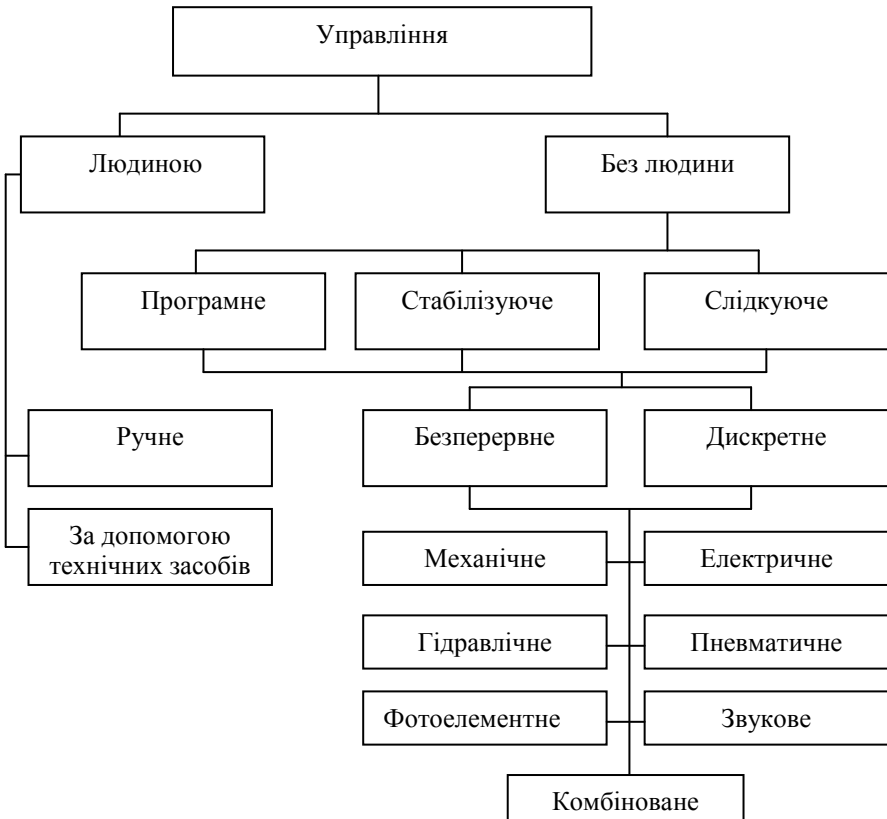 Управління
Людиною
Без людини
Програмне
Стабілізуюче
Слідкуюче
Ручне
Безперервне
Дискретне
За допомогою
технічних засобів
Механічне
Електричне
Гідравлічне
Пневматичне
Фотоелементне
Звукове
Комбіноване